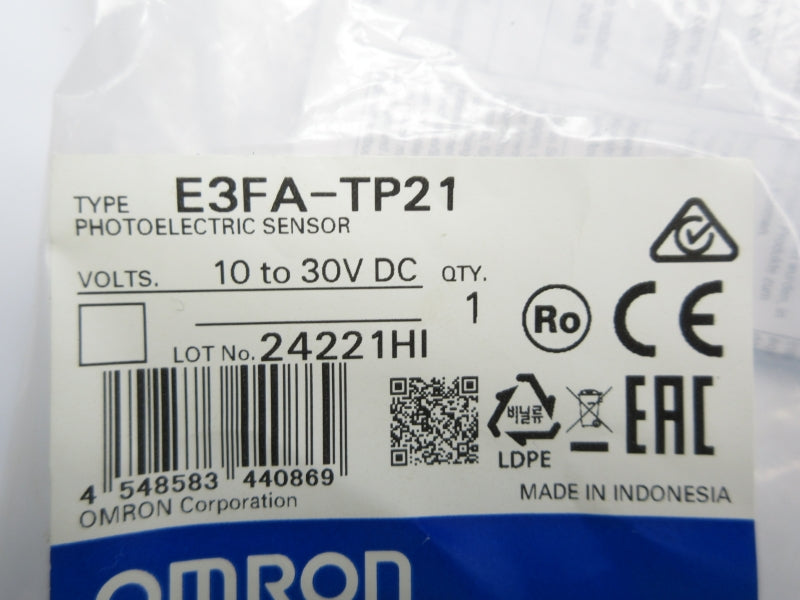 TYPE E3FA-TP21
PHOTOELECTRIC SENSOR
VOLTS. 10 to 30V DC QTY.
1
LOT No. 24221HI
Ro CE
비닐류
LDPE
EAC
4 548583 440869
OMRON Corporation
MADE IN INDONESIA
OMRON